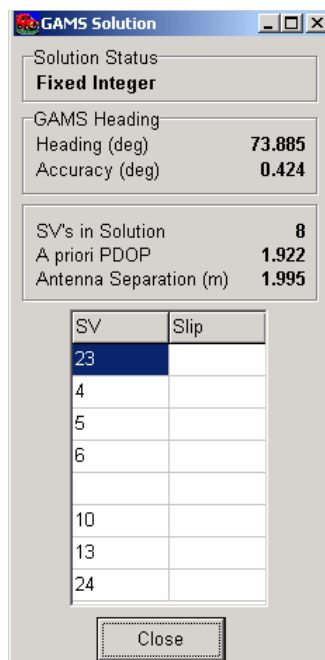 GAMS Solution
Solution Status
Fixed Integer
GAMS Heading
Heading (deg) 73.885
Accuracy (deg) 0.424
SV's in Solution 8
A priori PDOP 1.922
Antenna Separation (m) 1.995
SV Slip
23
4
5
6
10
13
24
Close